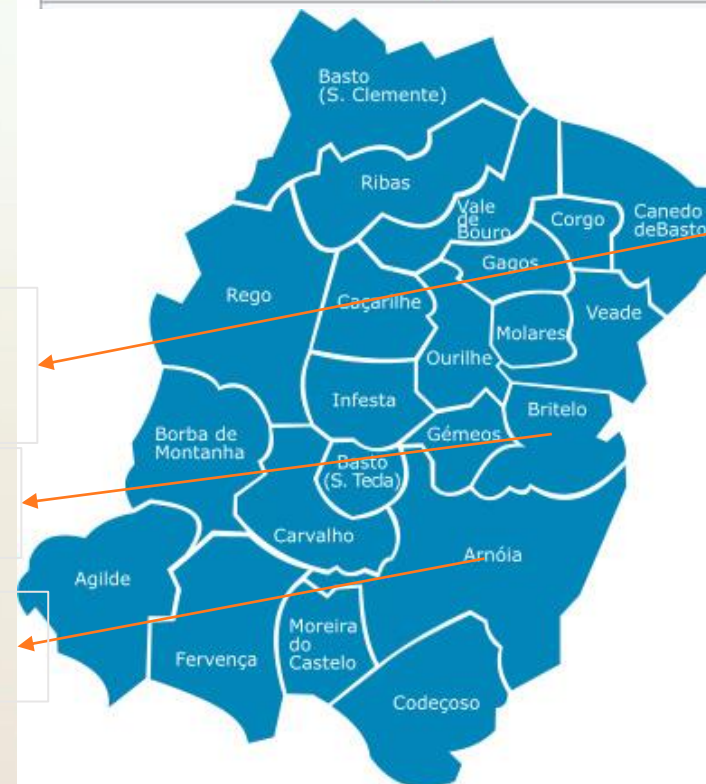 Basto
(S. Clemente)
Ribas
Vale
de
Bouro
Corgo
Canedo
deBasto
Gagos
Rego
Caçarilhe
Molares
Veade
Ourilhe
Infesta
Britelo
Borba de
Montanha
Gémeos
Basto
(S. Tecla)
Carvalho
Arnóia
Agilde
Moreira
do
Castelo
Fervença
Codeçoso